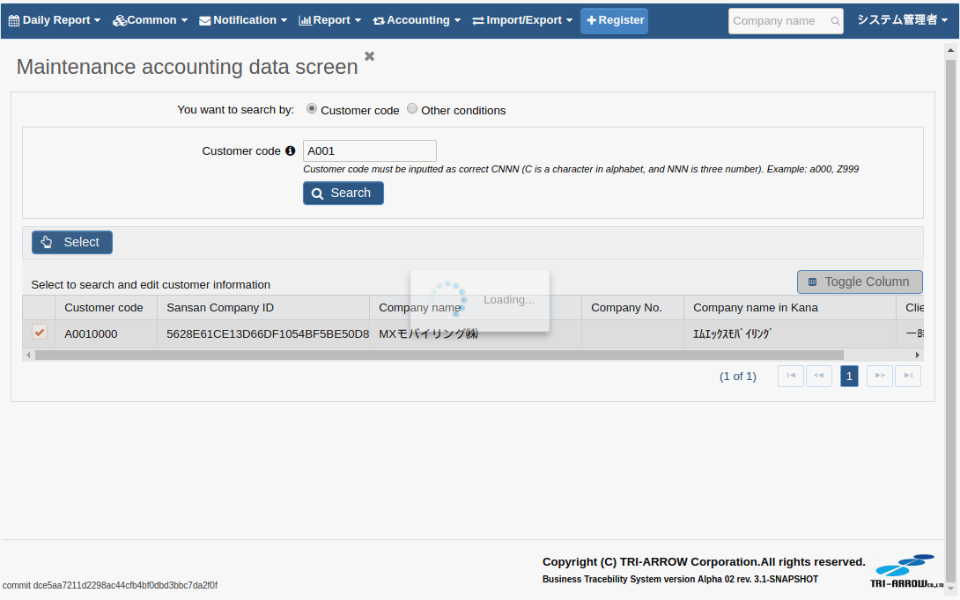 Daily Report Common Notification Report Accounting Import/Export Register Company name システム管理者
Maintenance accounting data screen
You want to search by: Customer code Other conditions
Customer code A001
Customer code must be inputted as correct CNNN (C is a character in alphabet, and NNN is three number). Example: a000, Z999
Search
Select
Select to search and edit customer information
Toggle Column
Loading...
Customer code Sansan Company ID Company name Company No. Company name in Kana Clie
A0010000 5628E61CE13D66DF1054BF5BE50D8 MXモバイリング㈱ ｴﾑｴｯｸｽﾓﾊﾞｲﾘﾝｸﾞ 一時
(1 of 1) 1
Copyright (C) TRI-ARROW Corporation.All rights reserved.
Business Tracebility System version Alpha 02 rev. 3.1-SNAPSHOT
TRI-ARROW CO.,LTD
commit dce5aa7211d2298ac44cfb4bf0dbd3bbc7da2f0f